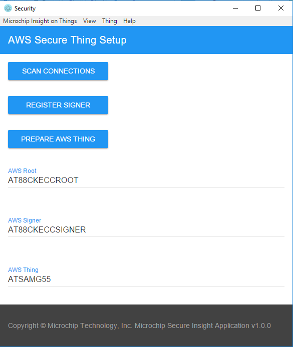 Security
Microchip Insight on Things View Thing Help
AWS Secure Thing Setup
SCAN CONNECTIONS
REGISTER SIGNER
PREPARE AWS THING
AWS Root
AT88CKECCROOT
AWS Signer
AT88CKECCSIGNER
AWS Thing
ATSAMG55
Copyright © Microchip Technology, Inc. Microchip Secure Insight Application v1.0.0